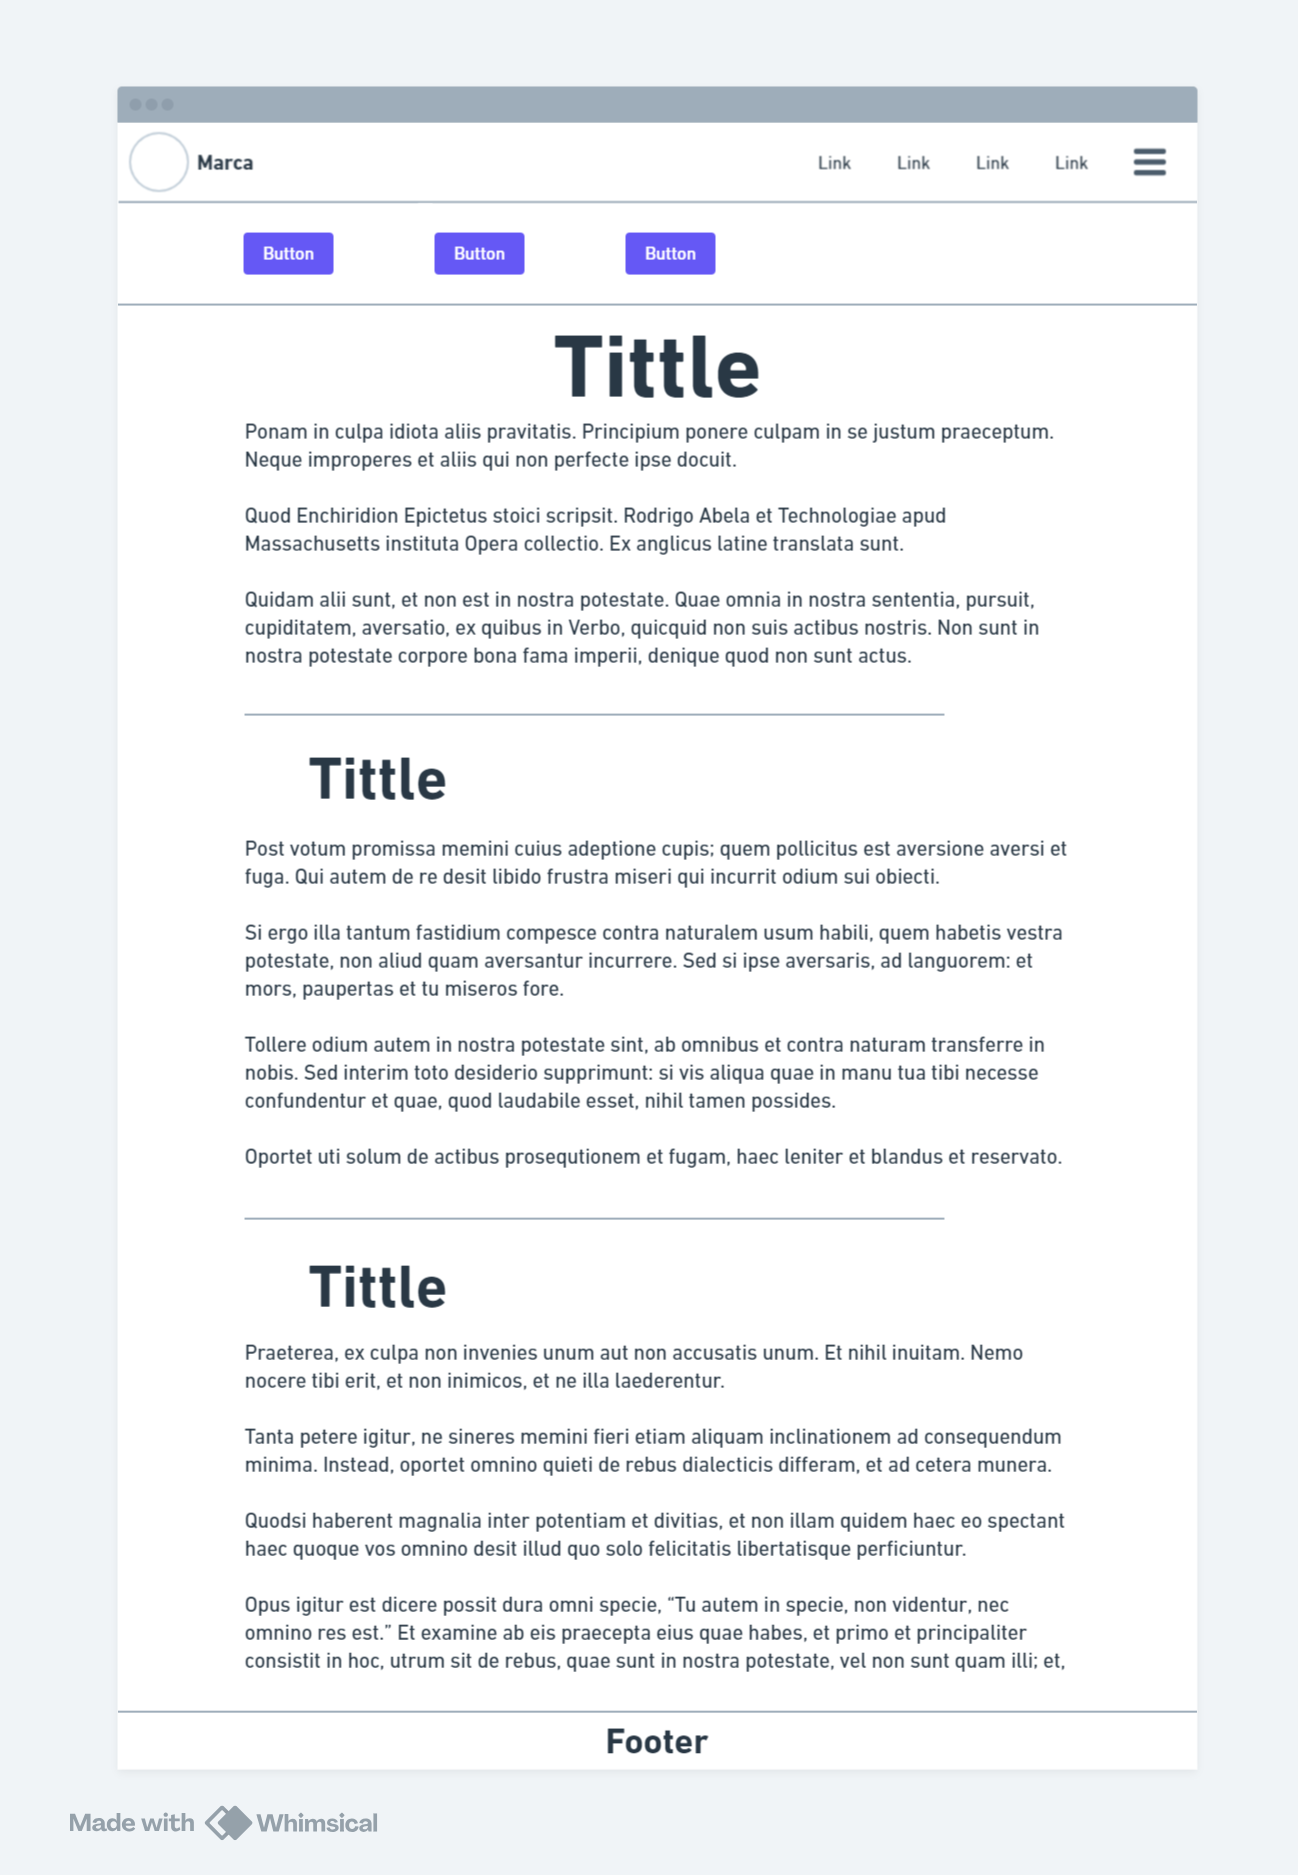 Marca
Link
Link
Link
Link
Button
Button
Button
Tittle
Ponam in culpa idiota aliis pravitatis. Principium ponere culpam in se justum praeceptum.
Neque improperes et aliis qui non perfecte ipse docuit.
Quod Enchiridion Epictetus stoici scripsit. Rodrigo Abela et Technologiae apud
Massachusetts instituta Opera collectio. Ex anglicus latine translata sunt.
Quidam alii sunt, et non est in nostra potestate. Quae omnia in nostra sententia, pursuit,
cupiditatem, aversatio, ex quibus in Verbo, quicquid non suis actibus nostris. Non sunt in
nostra potestate corpore bona fama imperii, denique quod non sunt actus.
Tittle
Post votum promissa memini cuius adeptione cupis; quem pollicitus est aversione aversi et
fuga. Qui autem de re desit libido frustra miseri qui incurrit odium sui obiecti.
Si ergo illa tantum fastidium compesce contra naturalem usum habili, quem habetis vestra
potestate, non aliud quam aversantur incurrere. Sed si ipse aversaris, ad languorem: et
mors, paupertas et tu miseros fore.
Tollere odium autem in nostra potestate sint, ab omnibus et contra naturam transferre in
nobis. Sed interim toto desiderio supprimunt: si vis aliqua quae in manu tua tibi necesse
confundentur et quae, quod laudabile esset, nihil tamen possides.
Oportet uti solum de actibus prosequtionem et fugam, haec leniter et blandus et reservato.
Tittle
Praeterea, ex culpa non invenies unum aut non accusatis unum. Et nihil inuitam. Nemo
nocere tibi erit, et non inimicos, et ne illa laederentur.
Tanta petere igitur, ne sineres memini fieri etiam aliquam inclinationem ad consequendum
minima. Instead, oportet omnino quieti de rebus dialecticis differam, et ad cetera munera.
Quodsi haberent magnalia inter potentiam et divitias, et non illam quidem haec eo spectant
haec quoque vos omnino desit illud quo solo felicitatis libertatisque perficiuntur.
Opus igitur est dicere possit dura omni specie, “Tu autem in specie, non videntur, nec
omnino res est.” Et examine ab eis praecepta eius quae habes, et primo et principaliter
consistit in hoc, utrum sit de rebus, quae sunt in nostra potestate, vel non sunt quam illi; et,
Footer
Made with Whimsical